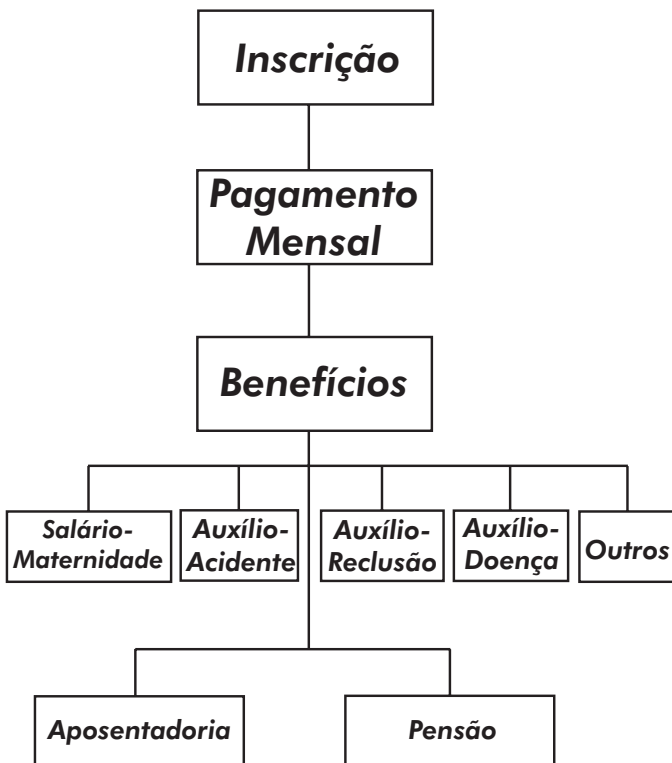 Inscrição
Pagamento
Mensal
Benefícios
Salário-
Maternidade
Auxílio-
Acidente
Auxílio-
Reclusão
Auxílio-
Doença
Outros
Aposentadoria
Pensão